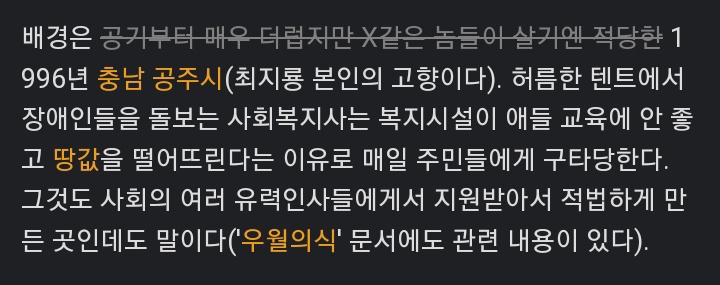 배경은 공기부터 매우 더럽지만 X같은 놈들이 살기엔 적당한 1
996년 충남 공주시(최지룡 본인의 고향이다). 허름한 텐트에서
장애인들을 돌보는 사회복지사는 복지시설이 애들 교육에 안 좋
고 땅값을 떨어뜨린다는 이유로 매일 주민들에게 구타당한다.
그것도 사회의 여러 유력인사들에게서 지원받아서 적법하게 만
든 곳인데도 말이다('우월의식' 문서에도 관련 내용이 있다).